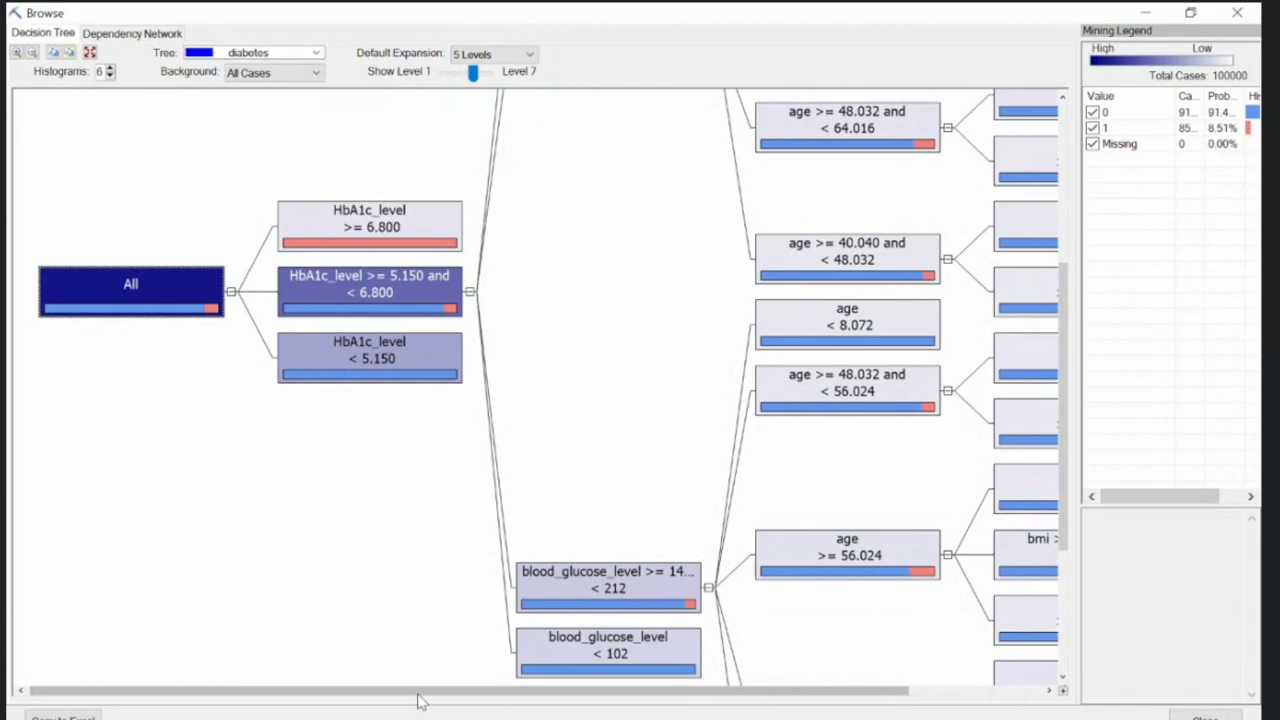 Browse
Decision Tree
Dependency Network
Tree:
diabetes
Default Expansion:
5 Levels
Histograms:
6
Background:
All Cases
Show Level 1
Level 7
Mining Legend
High
Low
Total Cases: 100000
Value
Ca...
Prob...
0
91...
91.4...
1
85...
8.51%
Missing
0
0.00%
All
HbA1c_level
>= 6.800
HbA1c_level >= 5.150 and
< 6.800
HbA1c_level
< 5.150
blood_glucose_level >= 14...
< 212
blood_glucose_level
< 102
age >= 48.032 and
< 64.016
age >= 40.040 and
< 48.032
age
< 8.072
age >= 48.032 and
< 56.024
age
>= 56.024
bmi >
Copy to Excel
Close